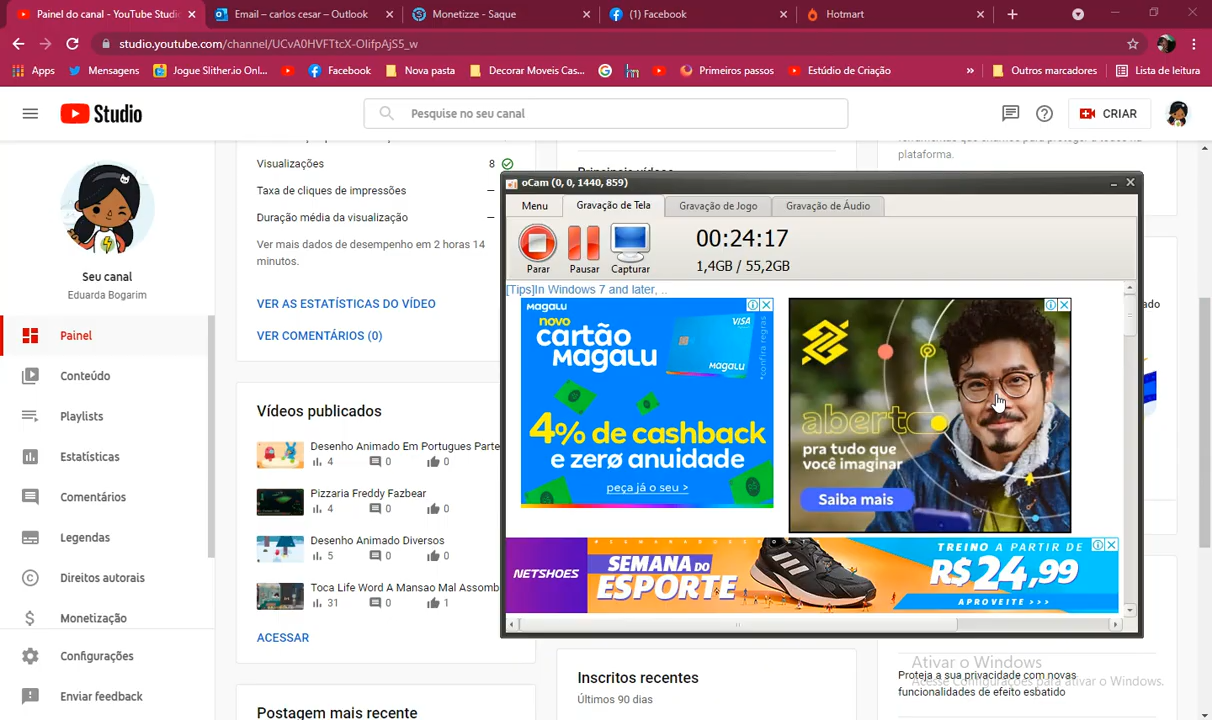 Painel do canal - YouTube Studi
Email – carlos cesar – Outlook
Monetizze - Saque
(1) Facebook
Hotmart
studio.youtube.com/channel/UCvA0HVFTtcX-OlifpAjS5_w
Apps
Mensagens
Jogue Slither.io Onl...
Facebook
Nova pasta
Decorar Moveis Cas...
Primeiros passos
Estúdio de Criação
»
Outros marcadores
Lista de leitura
Studio
Pesquise no seu canal
CRIAR
Seu canal
Eduarda Bogarim
Painel
Conteúdo
Playlists
Estatísticas
Comentários
Legendas
Direitos autorais
Monetização
Configurações
Enviar feedback
Visualizações 8
Taxa de cliques de impressões –
Duração média da visualização –
Ver mais dados de desempenho em 2 horas 14
minutos.
VER AS ESTATÍSTICAS DO VÍDEO
VER COMENTÁRIOS (0)
Vídeos publicados
Desenho Animado Em Portugues Parte
4 0 0
Pizzaria Freddy Fazbear
4 0 0
Desenho Animado Diversos
5 0 0
Toca Life Word A Mansao Mal Assomb
31 0 1
ACESSAR
Postagem mais recente
plataforma.
oCam (0, 0, 1440, 859)
Menu
Gravação de Tela
Gravação de Jogo
Gravação de Áudio
Parar
Pausar
Capturar
00:24:17
1,4GB / 55,2GB
[Tips]In Windows 7 and later, ..
MAGALU
novo
cartão
MAGALU
VISA
MAGALU
*confira regras
4% de cashback
e zero anuidade
peça já o seu >
aberto
pra tudo que
você imaginar
Saiba mais
NETSHOES
SEMANA DO
ESPORTE
TREINO A PARTIR DE
R$24,99
APROVEITE >>>
ado
Inscritos recentes
Últimos 90 dias
Ativar o Windows
Acesse Configurações para ativar o Windows.
Proteja a sua privacidade com novas
funcionalidades de efeito esbatido